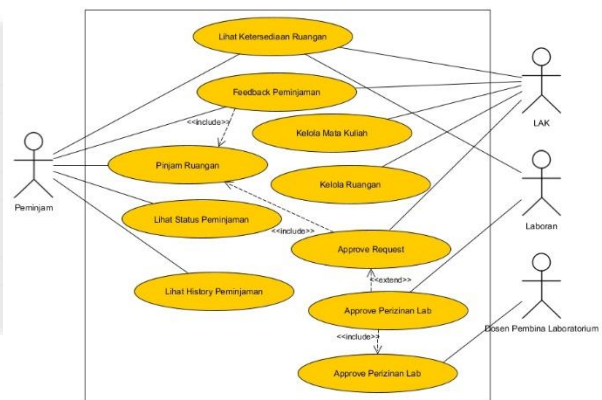 Lihat Ketersediaan Ruangan
Feedback Peminjaman
<<include>>
Kelola Mata Kuliah
LAK
Pinjam Ruangan
Kelola Ruangan
Peminjam
Lihat Status Peminjaman
<<include>>
Laboran
Approve Request
<<extend>>
Lihat History Peminjaman
Approve Perizinan Lab
Dosen Pembina Laboratorium
<<include>>
Approve Perizinan Lab